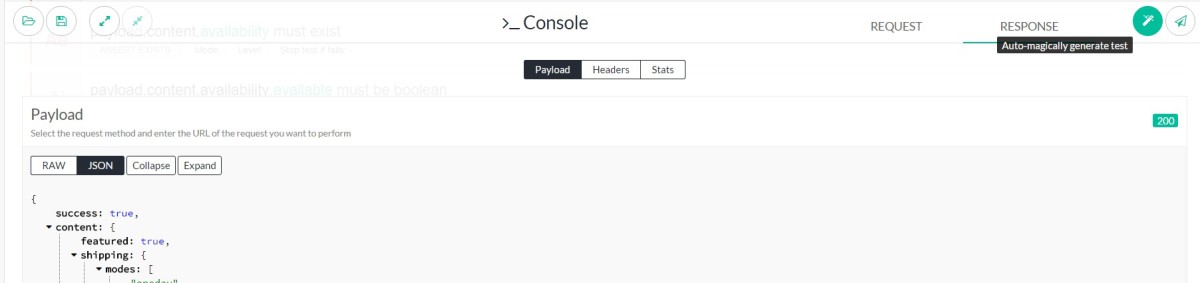 payload.content.availability must exist
>_ Console
REQUEST
RESPONSE
Auto-magically generate test
Payload
Headers
Stats
payload.content.availability.available must be boolean
Payload
Select the request method and enter the URL of the request you want to perform
200
RAW
JSON
Collapse
Expand
{
success: true,
content: {
featured: true,
shipping: {
modes: [
"oneday"